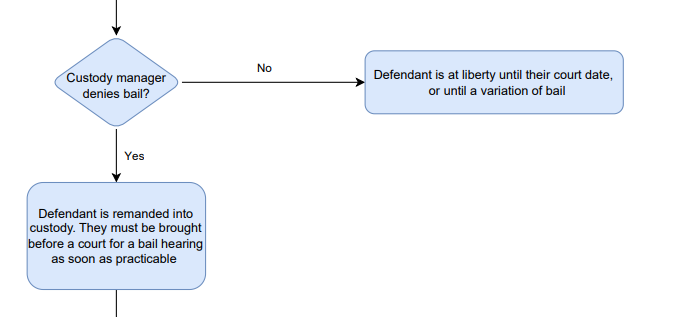 Custody manager
denies bail?
No
Defendant is at liberty until their court date,
or until a variation of bail
Yes
Defendant is remanded into
custody. They must be brought
before a court for a bail hearing
as soon as practicable